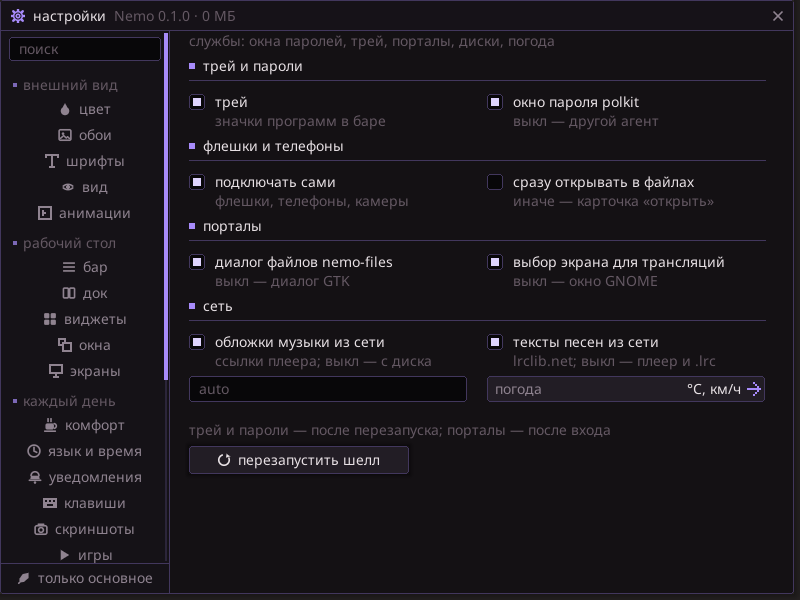 настройки Nemo 0.1.0 · 0 МБ
поиск
внешний вид
цвет
обои
шрифты
вид
анимации
рабочий стол
бар
док
виджеты
окна
экраны
каждый день
комфорт
язык и время
уведомления
клавиши
скриншоты
игры
только основное
службы: окна паролей, трей, порталы, диски, погода
трей и пароли
трей
значки программ в баре
окно пароля polkit
выкл — другой агент
флешки и телефоны
подключать сами
флешки, телефоны, камеры
сразу открывать в файлах
иначе — карточка «открыть»
порталы
диалог файлов nemo-files
выкл — диалог GTK
выбор экрана для трансляций
выкл — окно GNOME
сеть
обложки музыки из сети
ссылки плеера; выкл — с диска
тексты песен из сети
lrclib.net; выкл — плеер и .lrc
auto
погода °C, км/ч
трей и пароли — после перезапуска; порталы — после входа
перезапустить шелл